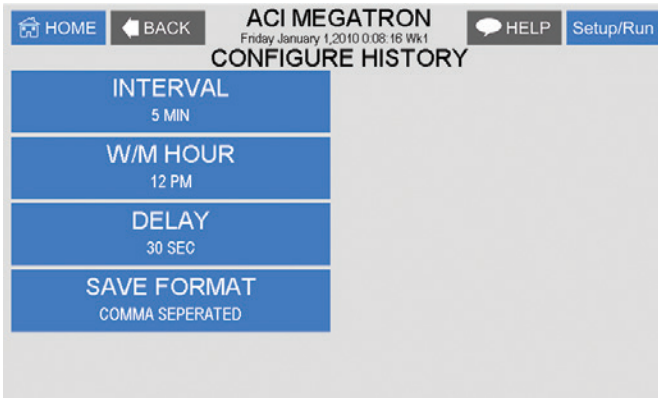 HOME
BACK
ACI MEGATRON
HELP
Setup/Run
Friday January 1,2010 0:08:16 Wk1
CONFIGURE HISTORY
INTERVAL
5 MIN
W/M HOUR
12 PM
DELAY
30 SEC
SAVE FORMAT
COMMA SEPERATED